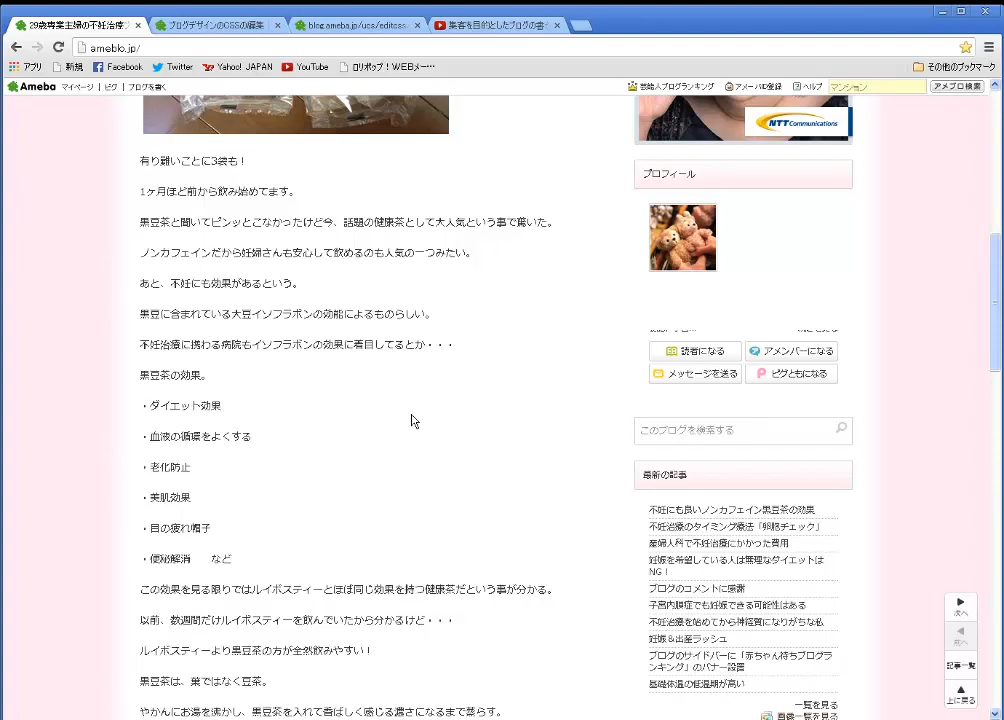 29歳専業主婦の不妊治療ブ
ブログデザインのCSSの編集
blog.ameba.jp/ucs/editcss
集客を目的としたブログの書
ameblo.jp/
アプリ
新規
Facebook
Twitter
Yahoo! JAPAN
YouTube
ロリポップ！WEBメー…
その他のブックマーク
Ameba
マイページ | ピグ | ブログを書く
芸能人ブログランキング
アメーバID登録
ヘルプ
マンション
アメブロ検索
NTT Communications
有り難いことに3袋も！
1ヶ月ほど前から飲み始めてます。
黒豆茶と聞いてピンッとこなかったけど今、話題の健康茶として大人気という事で驚いた。
ノンカフェインだから妊婦さんも安心して飲めるのも人気の一つみたい。
あと、不妊にも効果があるという。
黒豆に含まれている大豆イソフラボンの効能によるものらしい。
不妊治療に携わる病院もイソフラボンの効果に着目してるとか・・・
黒豆茶の効果。
・ダイエット効果
・血液の循環をよくする
・老化防止
・美肌効果
・目の疲れ帽子
・便秘解消　　など
この効果を見る限りではルイボスティーとほぼ同じ効果を持つ健康茶だという事が分かる。
以前、数週間だけルイボスティーを飲んでいたから分かるけど・・・
ルイボスティーより黒豆茶の方が全然飲みやすい！
黒豆茶は、葉ではなく豆茶。
やかんにお湯を沸かし、黒豆茶を入れて香ばしく感じる濃さになるまで蒸らす。
プロフィール
読者になる
アメンバーになる
メッセージを送る
ピグともになる
このブログを検索する
最新の記事
不妊にも良いノンカフェイン黒豆茶の効果
不妊治療のタイミング療法「卵胞チェック」
産婦人科で不妊治療にかかった費用
妊娠を希望している人は無理なダイエットは
NG！
ブログのコメントに感謝
子宮内膜症でも妊娠できる可能性はある
不妊治療を始めてから神経質になりがちな私
妊娠&出産ラッシュ
ブログのサイドバーに「赤ちゃん待ちブログラ
ンキング」のバナー設置
基礎体温の低温期が高い
一覧を見る
画像一覧を見る
次へ
前へ
記事一覧
上に戻る